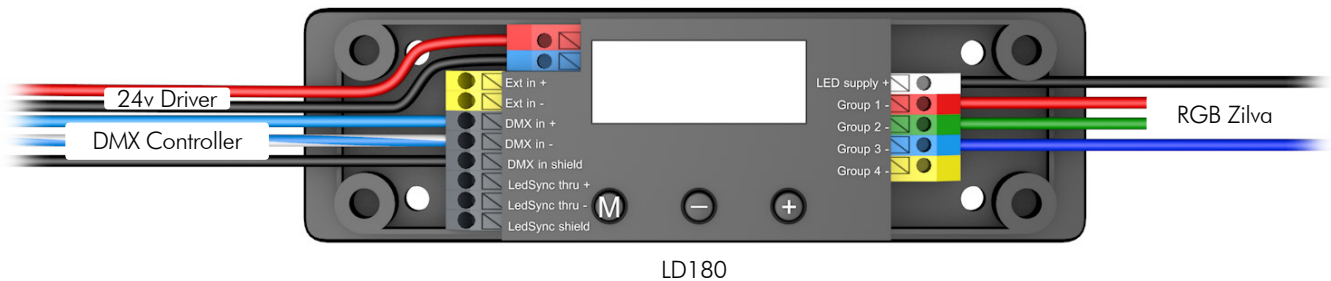 24v Driver
DMX Controller
Ext in +
Ext in -
DMX in +
DMX in -
DMX in shield
LedSync thru +
LedSync thru -
LedSync shield
M
−
+
LED supply +
Group 1 -
Group 2 -
Group 3 -
Group 4 -
RGB Zilva
LD180